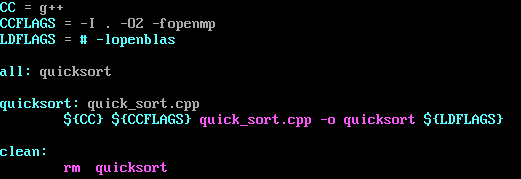 CC = g++
CCFLAGS = -I . -O2 -fopenmp
LDFLAGS = # -lopenblas
all: quicksort
quicksort: quick_sort.cpp
${CC} ${CCFLAGS} quick_sort.cpp -o quicksort ${LDFLAGS}
clean:
rm  quicksort